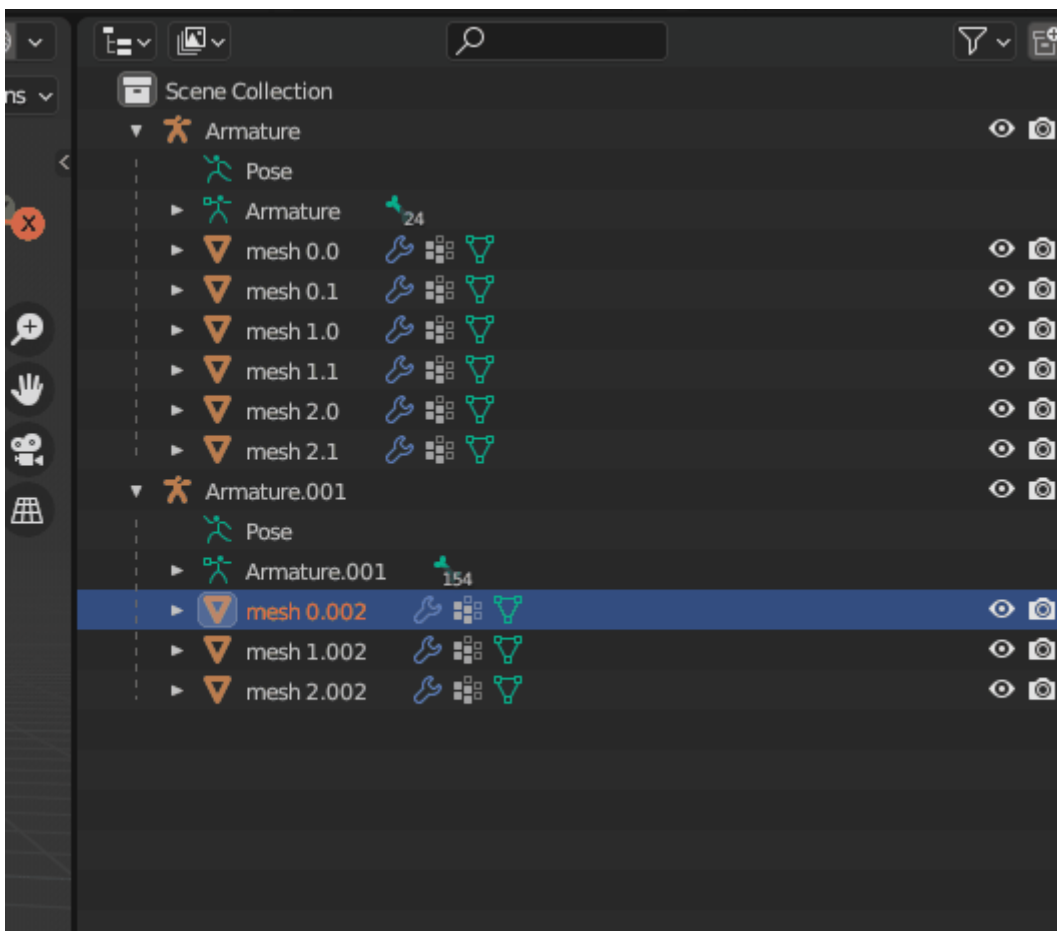 Scene Collection
ns
Armature
Pose
Armature 24
X
mesh 0.0
mesh 0.1
mesh 1.0
mesh 1.1
mesh 2.0
mesh 2.1
Armature.001
Pose
Armature.001 154
mesh 0.002
mesh 1.002
mesh 2.002